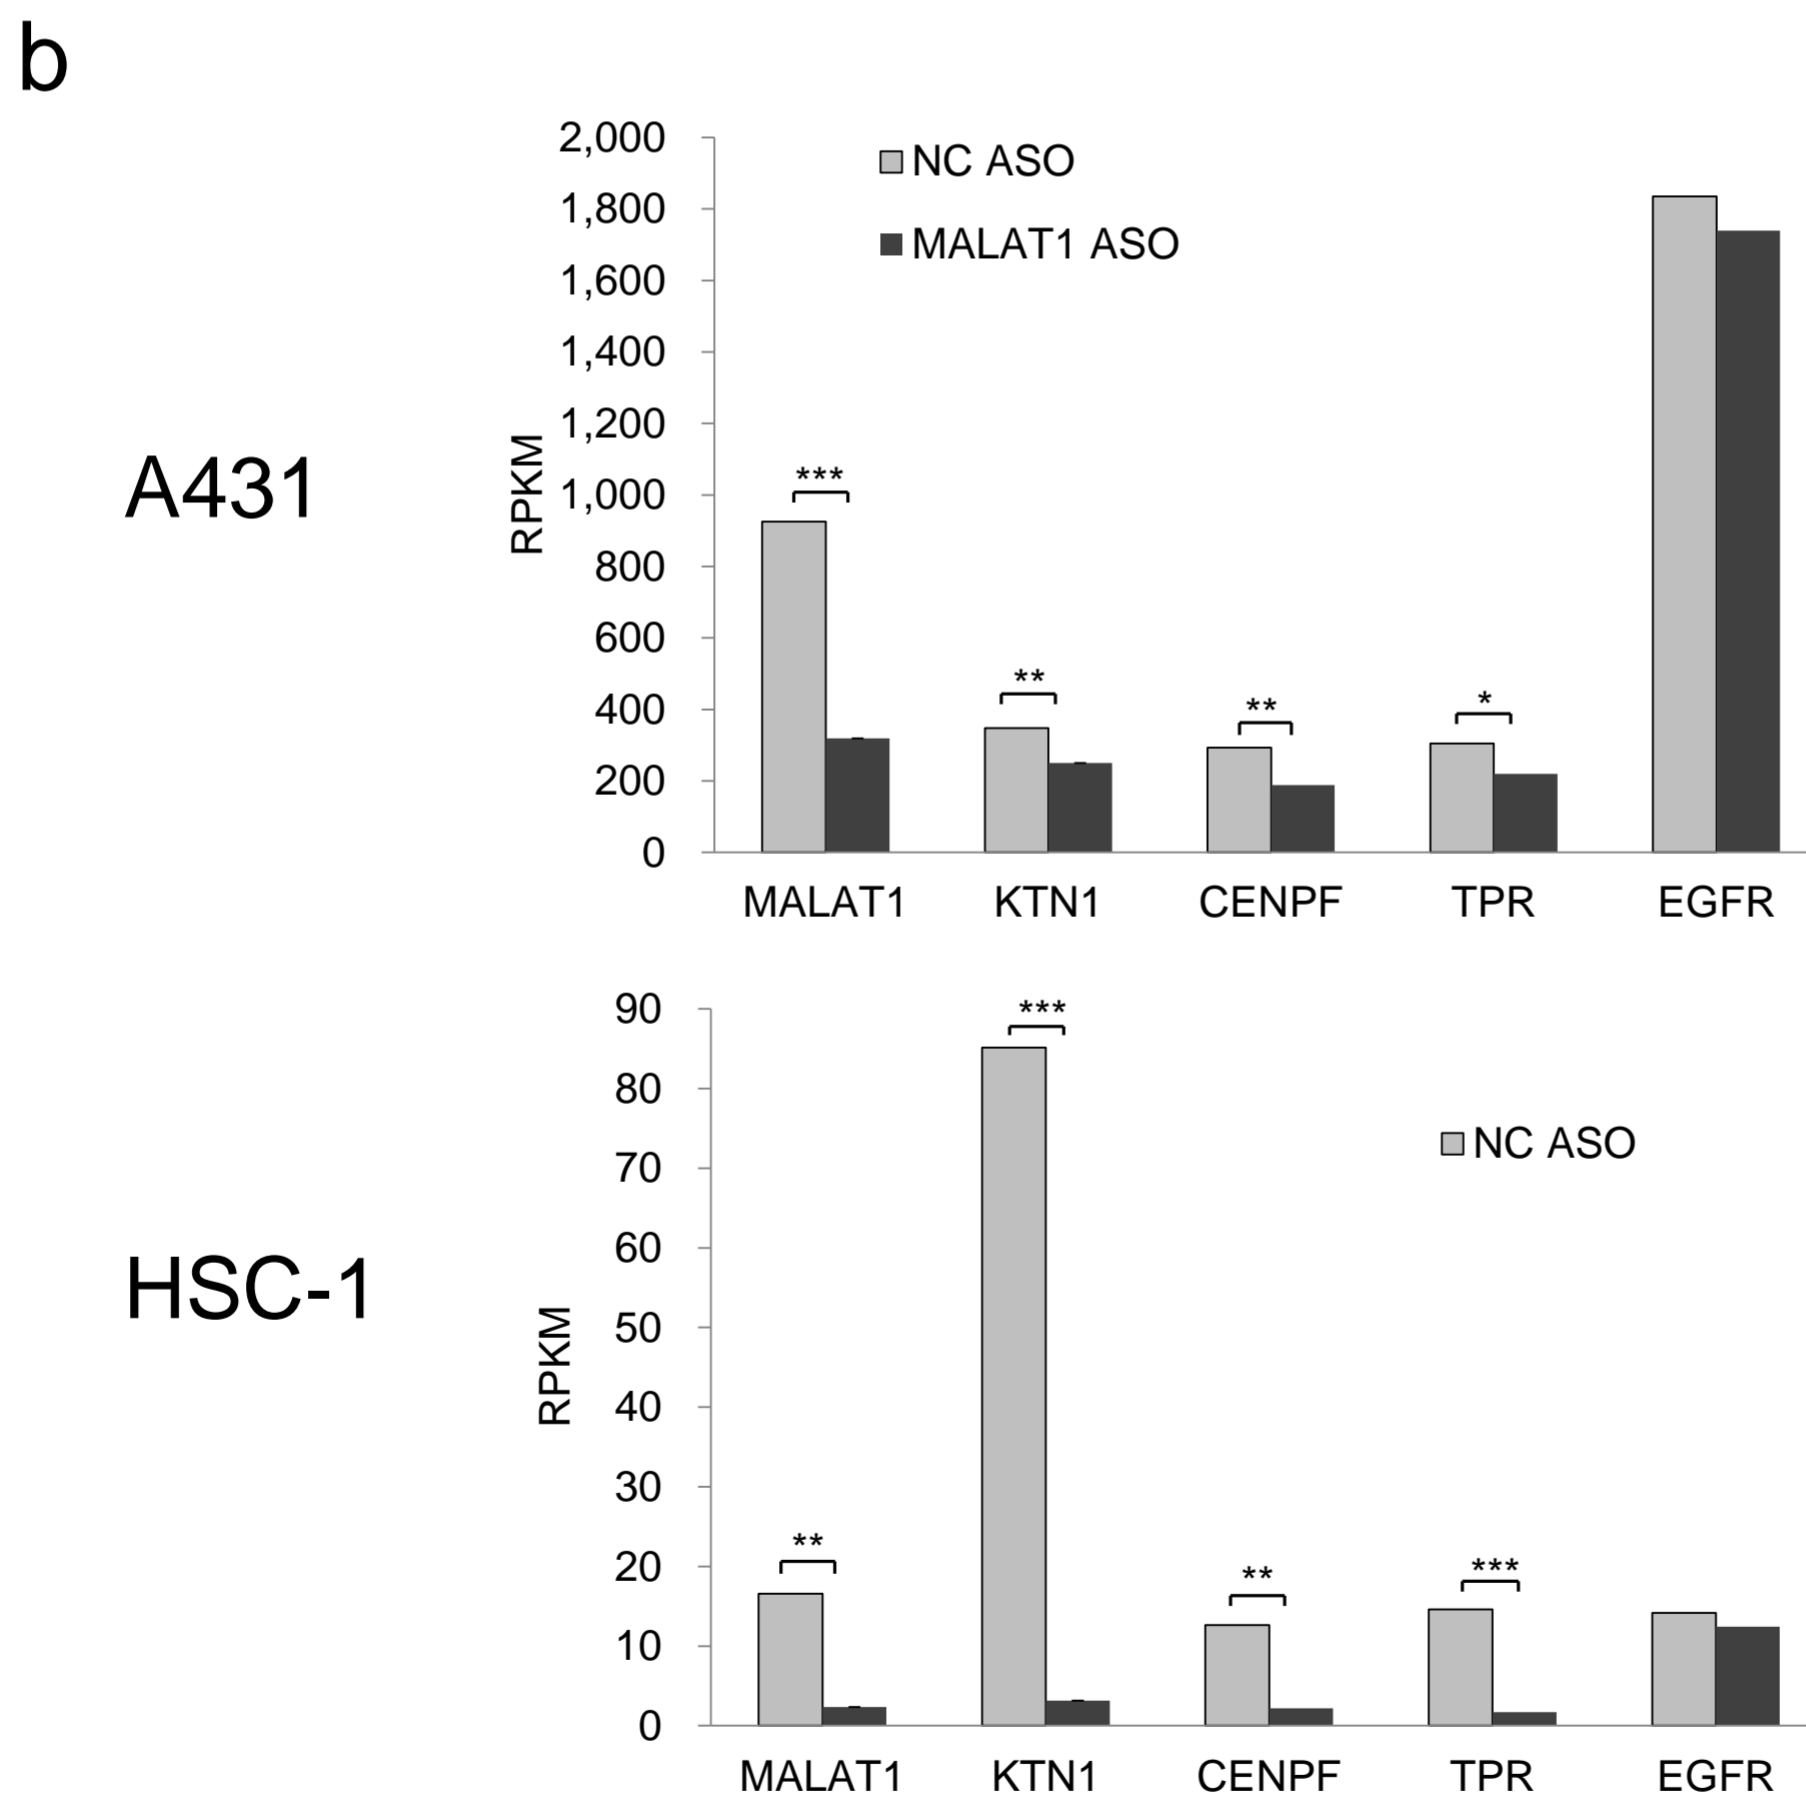 b
A431
RPKM
2,000
1,800
1,600
1,400
1,200
1,000
800
600
400
200
0
NC ASO
MALAT1 ASO
***
**
**
*
MALAT1 KTN1 CENPF TPR EGFR
HSC-1
RPKM
90
80
70
60
50
40
30
20
10
0
NC ASO
**
***
**
***
MALAT1 KTN1 CENPF TPR EGFR